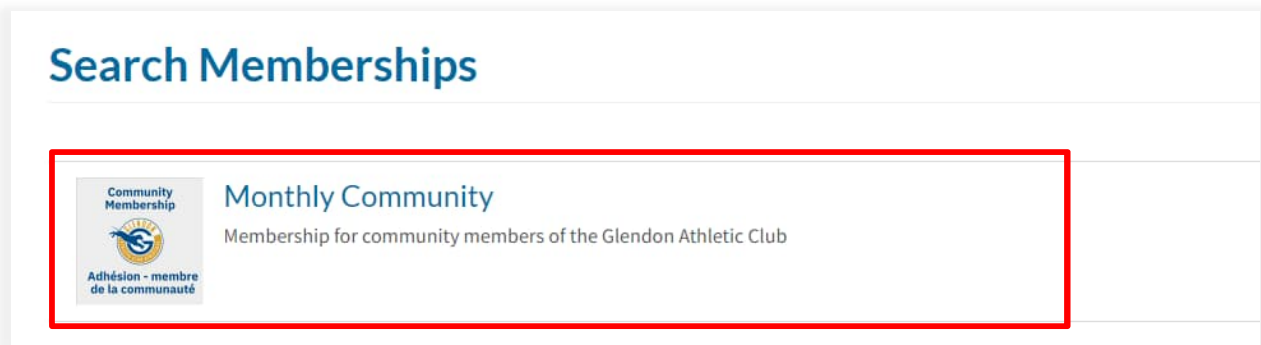 Search Memberships
Community
Membership
GLENDON
Adhésion - membre
de la communauté
Monthly Community
Membership for community members of the Glendon Athletic Club